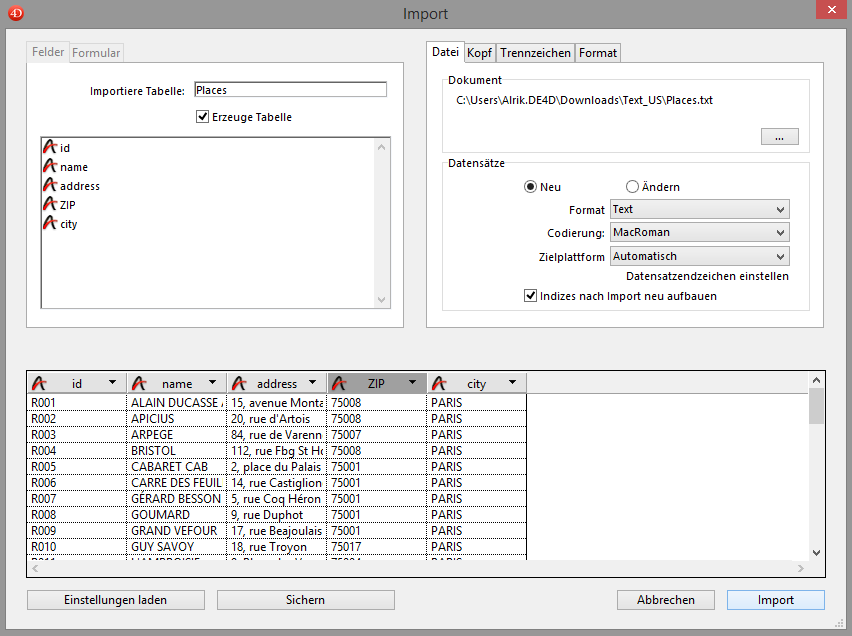 4D
Import
Felder
Formular
Importiere Tabelle: Places
Erzeuge Tabelle
id
name
address
ZIP
city
Datei
Kopf
Trennzeichen
Format
Dokument
C:\Users\Alrik.DE4D\Downloads\Text_US\Places.txt
...
Datensätze
Neu
Ändern
Format Text
Codierung: MacRoman
Zielplattform Automatisch
Datensatzendzeichen einstellen
Indizes nach Import neu aufbauen
id name address ZIP city
R001 ALAIN DUCASSE 15, avenue Monta 75008 PARIS
R002 APICIUS 20, rue d'Artois 75008 PARIS
R003 ARPEGE 84, rue de Varenn 75007 PARIS
R004 BRISTOL 112, rue Fbg St Ho 75008 PARIS
R005 CABARET CAB 2, place du Palais 75001 PARIS
R006 CARRE DES FEUIL 14, rue Castiglion 75001 PARIS
R007 GÉRARD BESSON 5, rue Coq Héron 75001 PARIS
R008 GOUMARD 9, rue Duphot 75001 PARIS
R009 GRAND VEFOUR 17, rue Beajoulais 75001 PARIS
R010 GUY SAVOY 18, rue Troyon 75017 PARIS
Einstellungen laden
Sichern
Abbrechen
Import